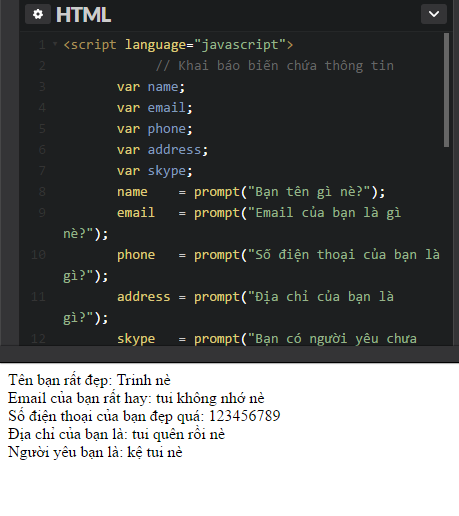 HTML
1 <script language="javascript">
2 // Khai báo biến chứa thông tin
3 var name;
4 var email;
5 var phone;
6 var address;
7 var skype;
8 name = prompt("Bạn tên gì nè?");
9 email = prompt("Email của bạn là gì
nè?");
10 phone = prompt("Số điện thoại của bạn là
gì?");
11 address = prompt("Địa chỉ của bạn là
gì?");
12 skype = prompt("Bạn có người yêu chưa
Tên bạn rất đẹp: Trinh nè
Email của bạn rất hay: tui không nhớ nè
Số điện thoại của bạn đẹp quá: 123456789
Địa chỉ của bạn là: tui quên rồi nè
Người yêu bạn là: kệ tui nè